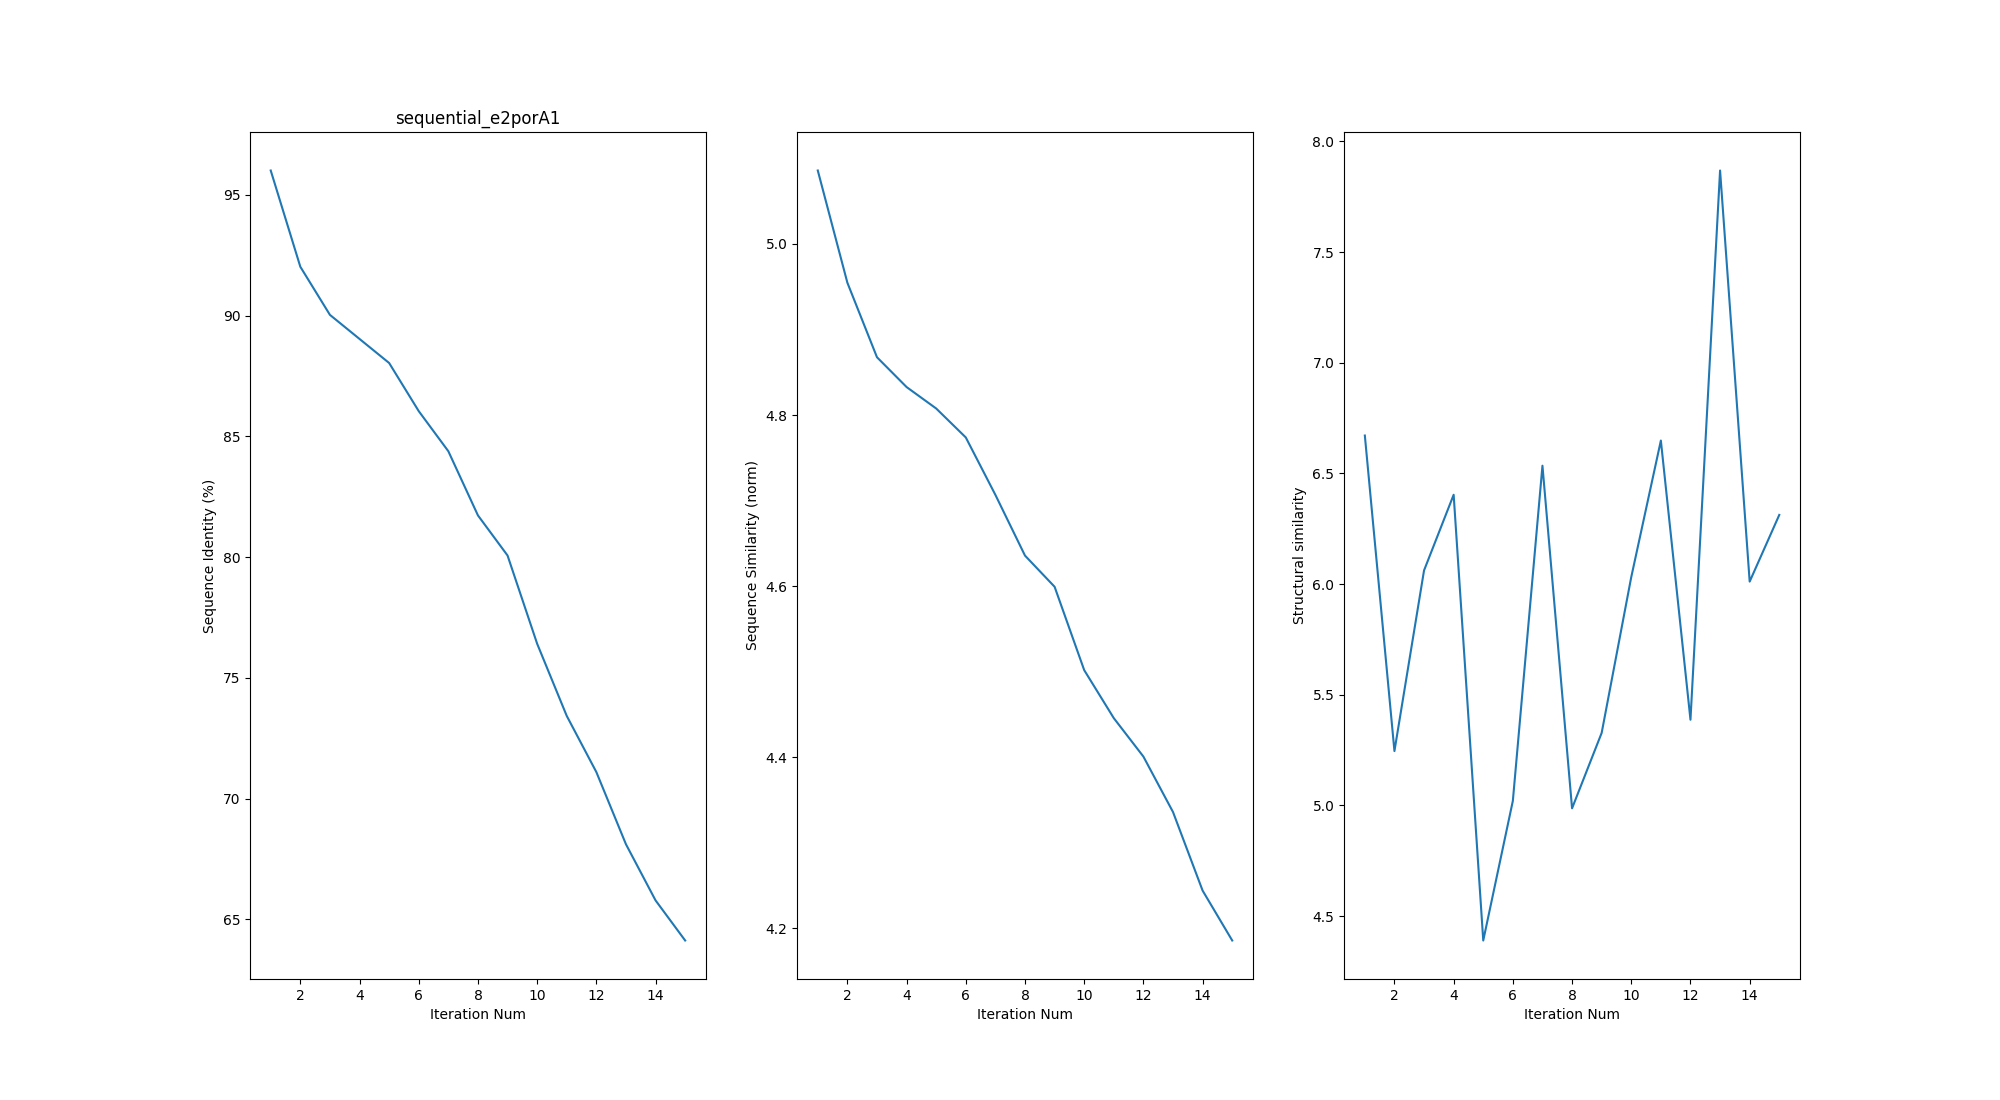 sequential_e2porA1
Sequence Identity (%)
95
90
85
80
75
70
65
2 4 6 8 10 12 14
Iteration Num
Sequence Similarity (norm)
5.0
4.8
4.6
4.4
4.2
2 4 6 8 10 12 14
Iteration Num
Structural similarity
8.0
7.5
7.0
6.5
6.0
5.5
5.0
4.5
2 4 6 8 10 12 14
Iteration Num